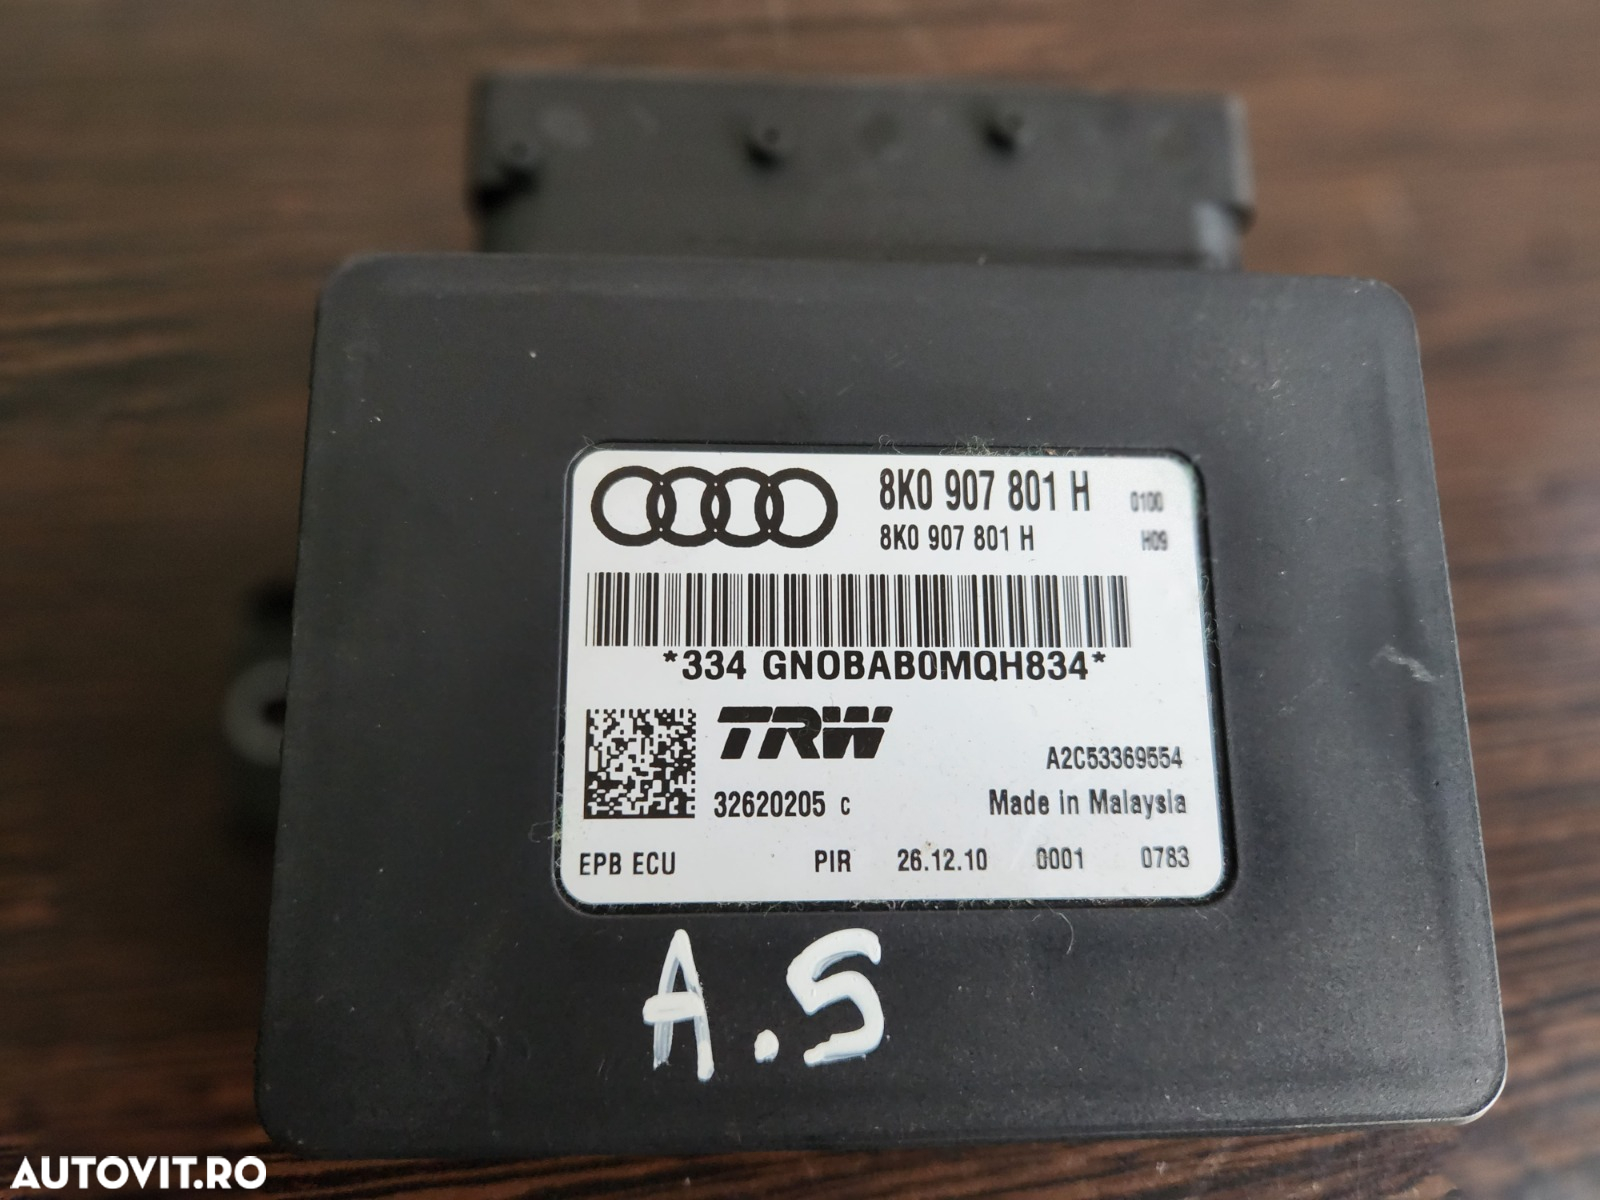 8K0 907 801 H 0100
8K0 907 801 H H09
*334 GN0BAB0MQH834*
TRW
A2C53369554
32620205 C Made in Malaysia
EPB ECU PIR 26.12.10 0001 0783
A.S
AUTOVIT.RO